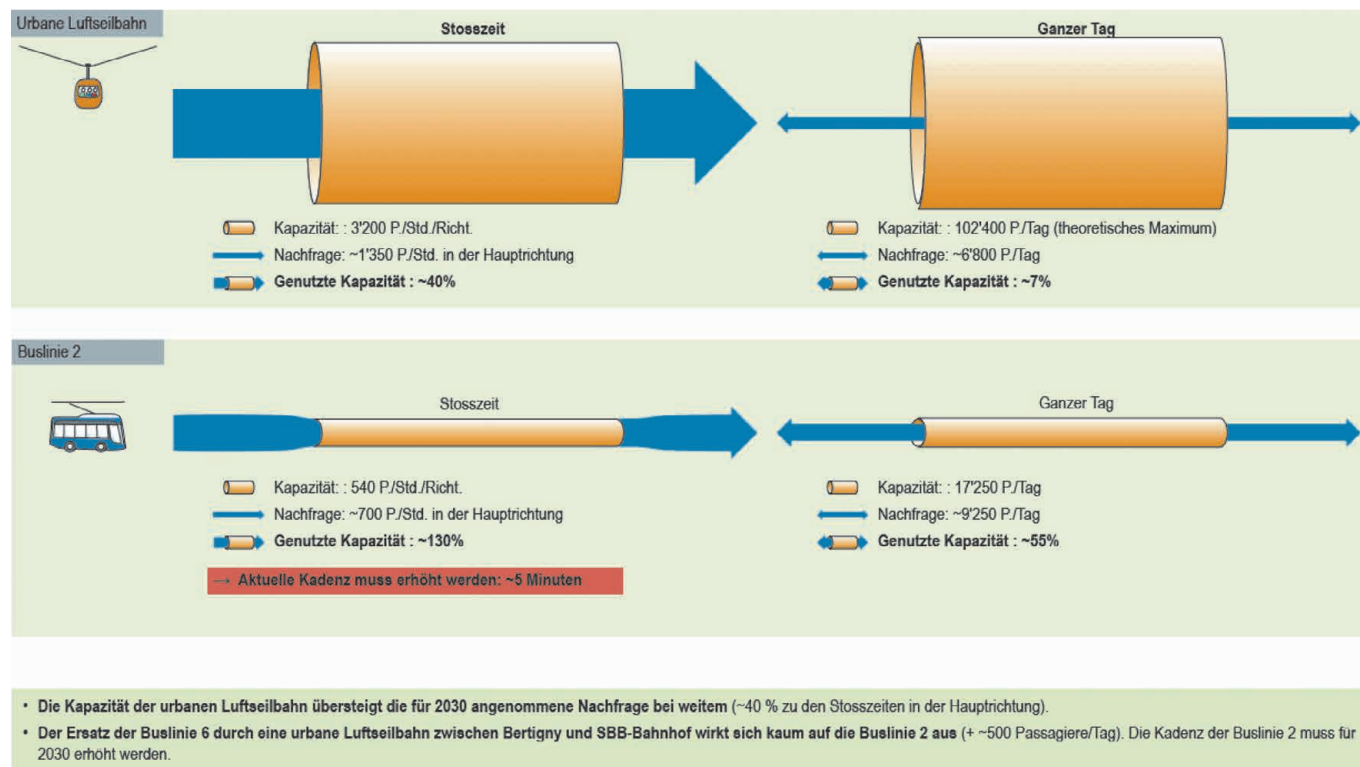 Urbane Luftseilbahn
Stosszeit
Kapazität: : 3'200 P./Std./Richt.
Nachfrage: ~1'350 P./Std. in der Hauptrichtung
Genutzte Kapazität : ~40%
Ganzer Tag
Kapazität: : 102'400 P./Tag (theoretisches Maximum)
Nachfrage: ~6'800 P./Tag
Genutzte Kapazität : ~7%
Buslinie 2
Stosszeit
Kapazität: : 540 P./Std./Richt.
Nachfrage: ~700 P./Std. in der Hauptrichtung
Genutzte Kapazität : ~130%
→ Aktuelle Kadenz muss erhöht werden: ~5 Minuten
Ganzer Tag
Kapazität: : 17'250 P./Tag
Nachfrage: ~9'250 P./Tag
Genutzte Kapazität : ~55%
• Die Kapazität der urbanen Luftseilbahn übersteigt die für 2030 angenommene Nachfrage bei weitem (~40 % zu den Stosszeiten in der Hauptrichtung).
• Der Ersatz der Buslinie 6 durch eine urbane Luftseilbahn zwischen Bertigny und SBB-Bahnhof wirkt sich kaum auf die Buslinie 2 aus (+ ~500 Passagiere/Tag). Die Kadenz der Buslinie 2 muss für
2030 erhöht werden.